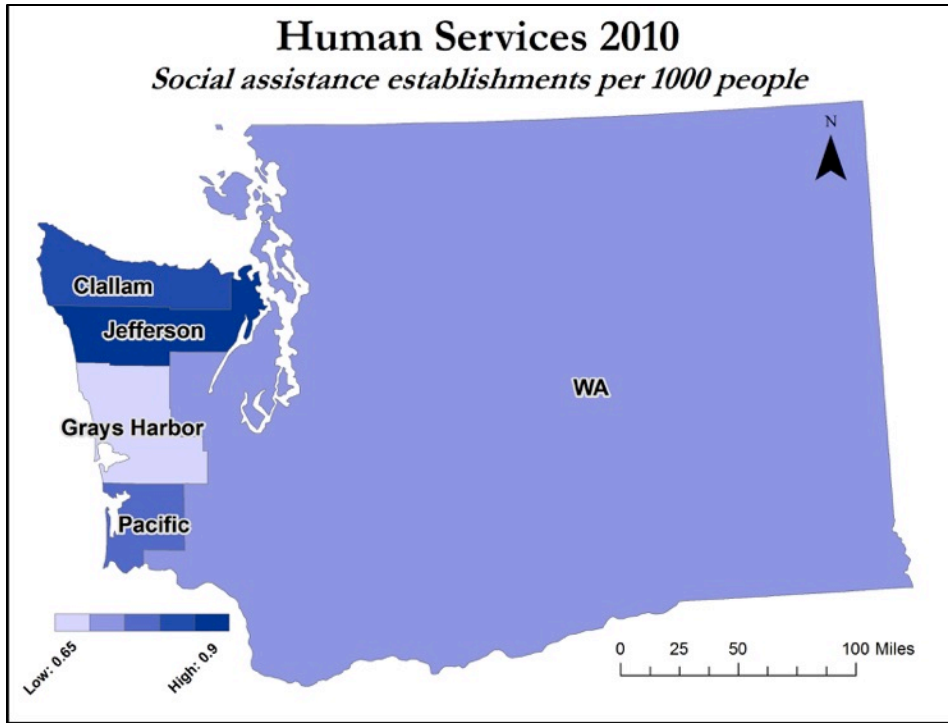 Human Services 2010
Social assistance establishments per 1000 people
N
Clallam
Jefferson
WA
Grays Harbor
Pacific
Low: 0.65
High: 0.9
0 25 50 100 Miles